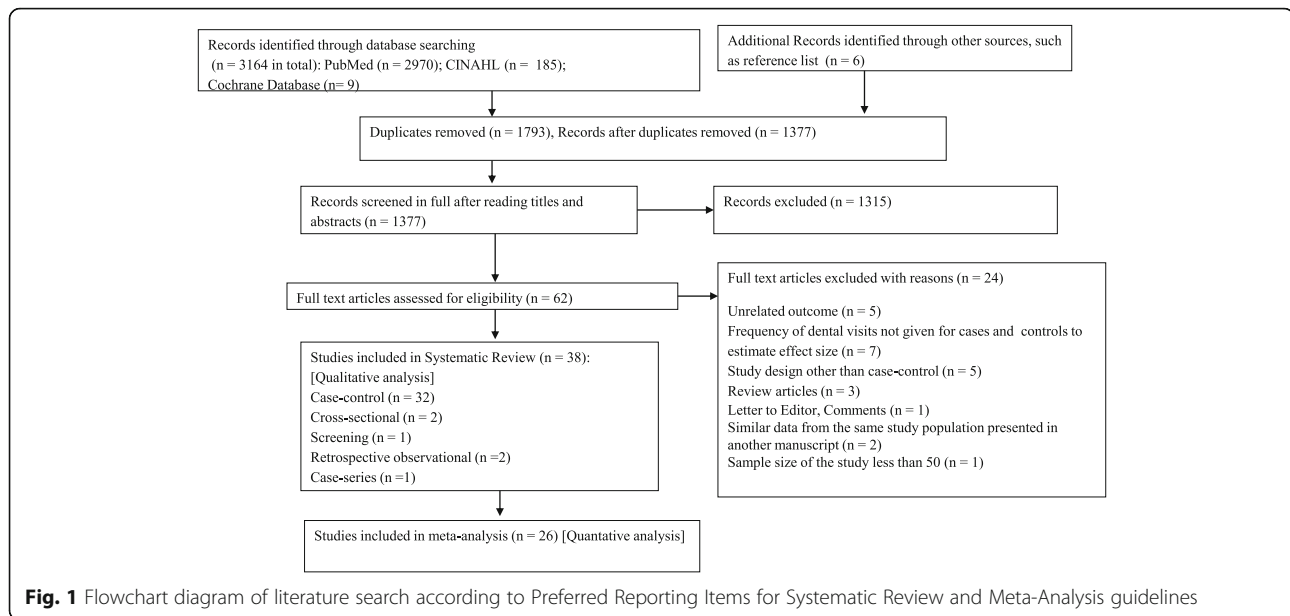 Records identified through database searching
(n = 3164 in total): PubMed (n = 2970); CINAHL (n = 185);
Cochrane Database (n= 9)
Additional Records identified through other sources, such
as reference list (n = 6)
Duplicates removed (n = 1793), Records after duplicates removed (n = 1377)
Records screened in full after reading titles and
abstracts (n = 1377)
Records excluded (n = 1315)
Full text articles assessed for eligibility (n = 62)
Full text articles excluded with reasons (n = 24)
Unrelated outcome (n = 5)
Frequency of dental visits not given for cases and controls to
estimate effect size (n = 7)
Study design other than case-control (n = 5)
Review articles (n = 3)
Letter to Editor, Comments (n = 1)
Similar data from the same study population presented in
another manuscript (n = 2)
Sample size of the study less than 50 (n = 1)
Studies included in Systematic Review (n = 38):
[Qualitative analysis]
Case-control (n = 32)
Cross-sectional (n = 2)
Screening (n = 1)
Retrospective observational (n =2)
Case-series (n =1)
Studies included in meta-analysis (n = 26) [Quantative analysis]
Fig. 1 Flowchart diagram of literature search according to Preferred Reporting Items for Systematic Review and Meta-Analysis guidelines